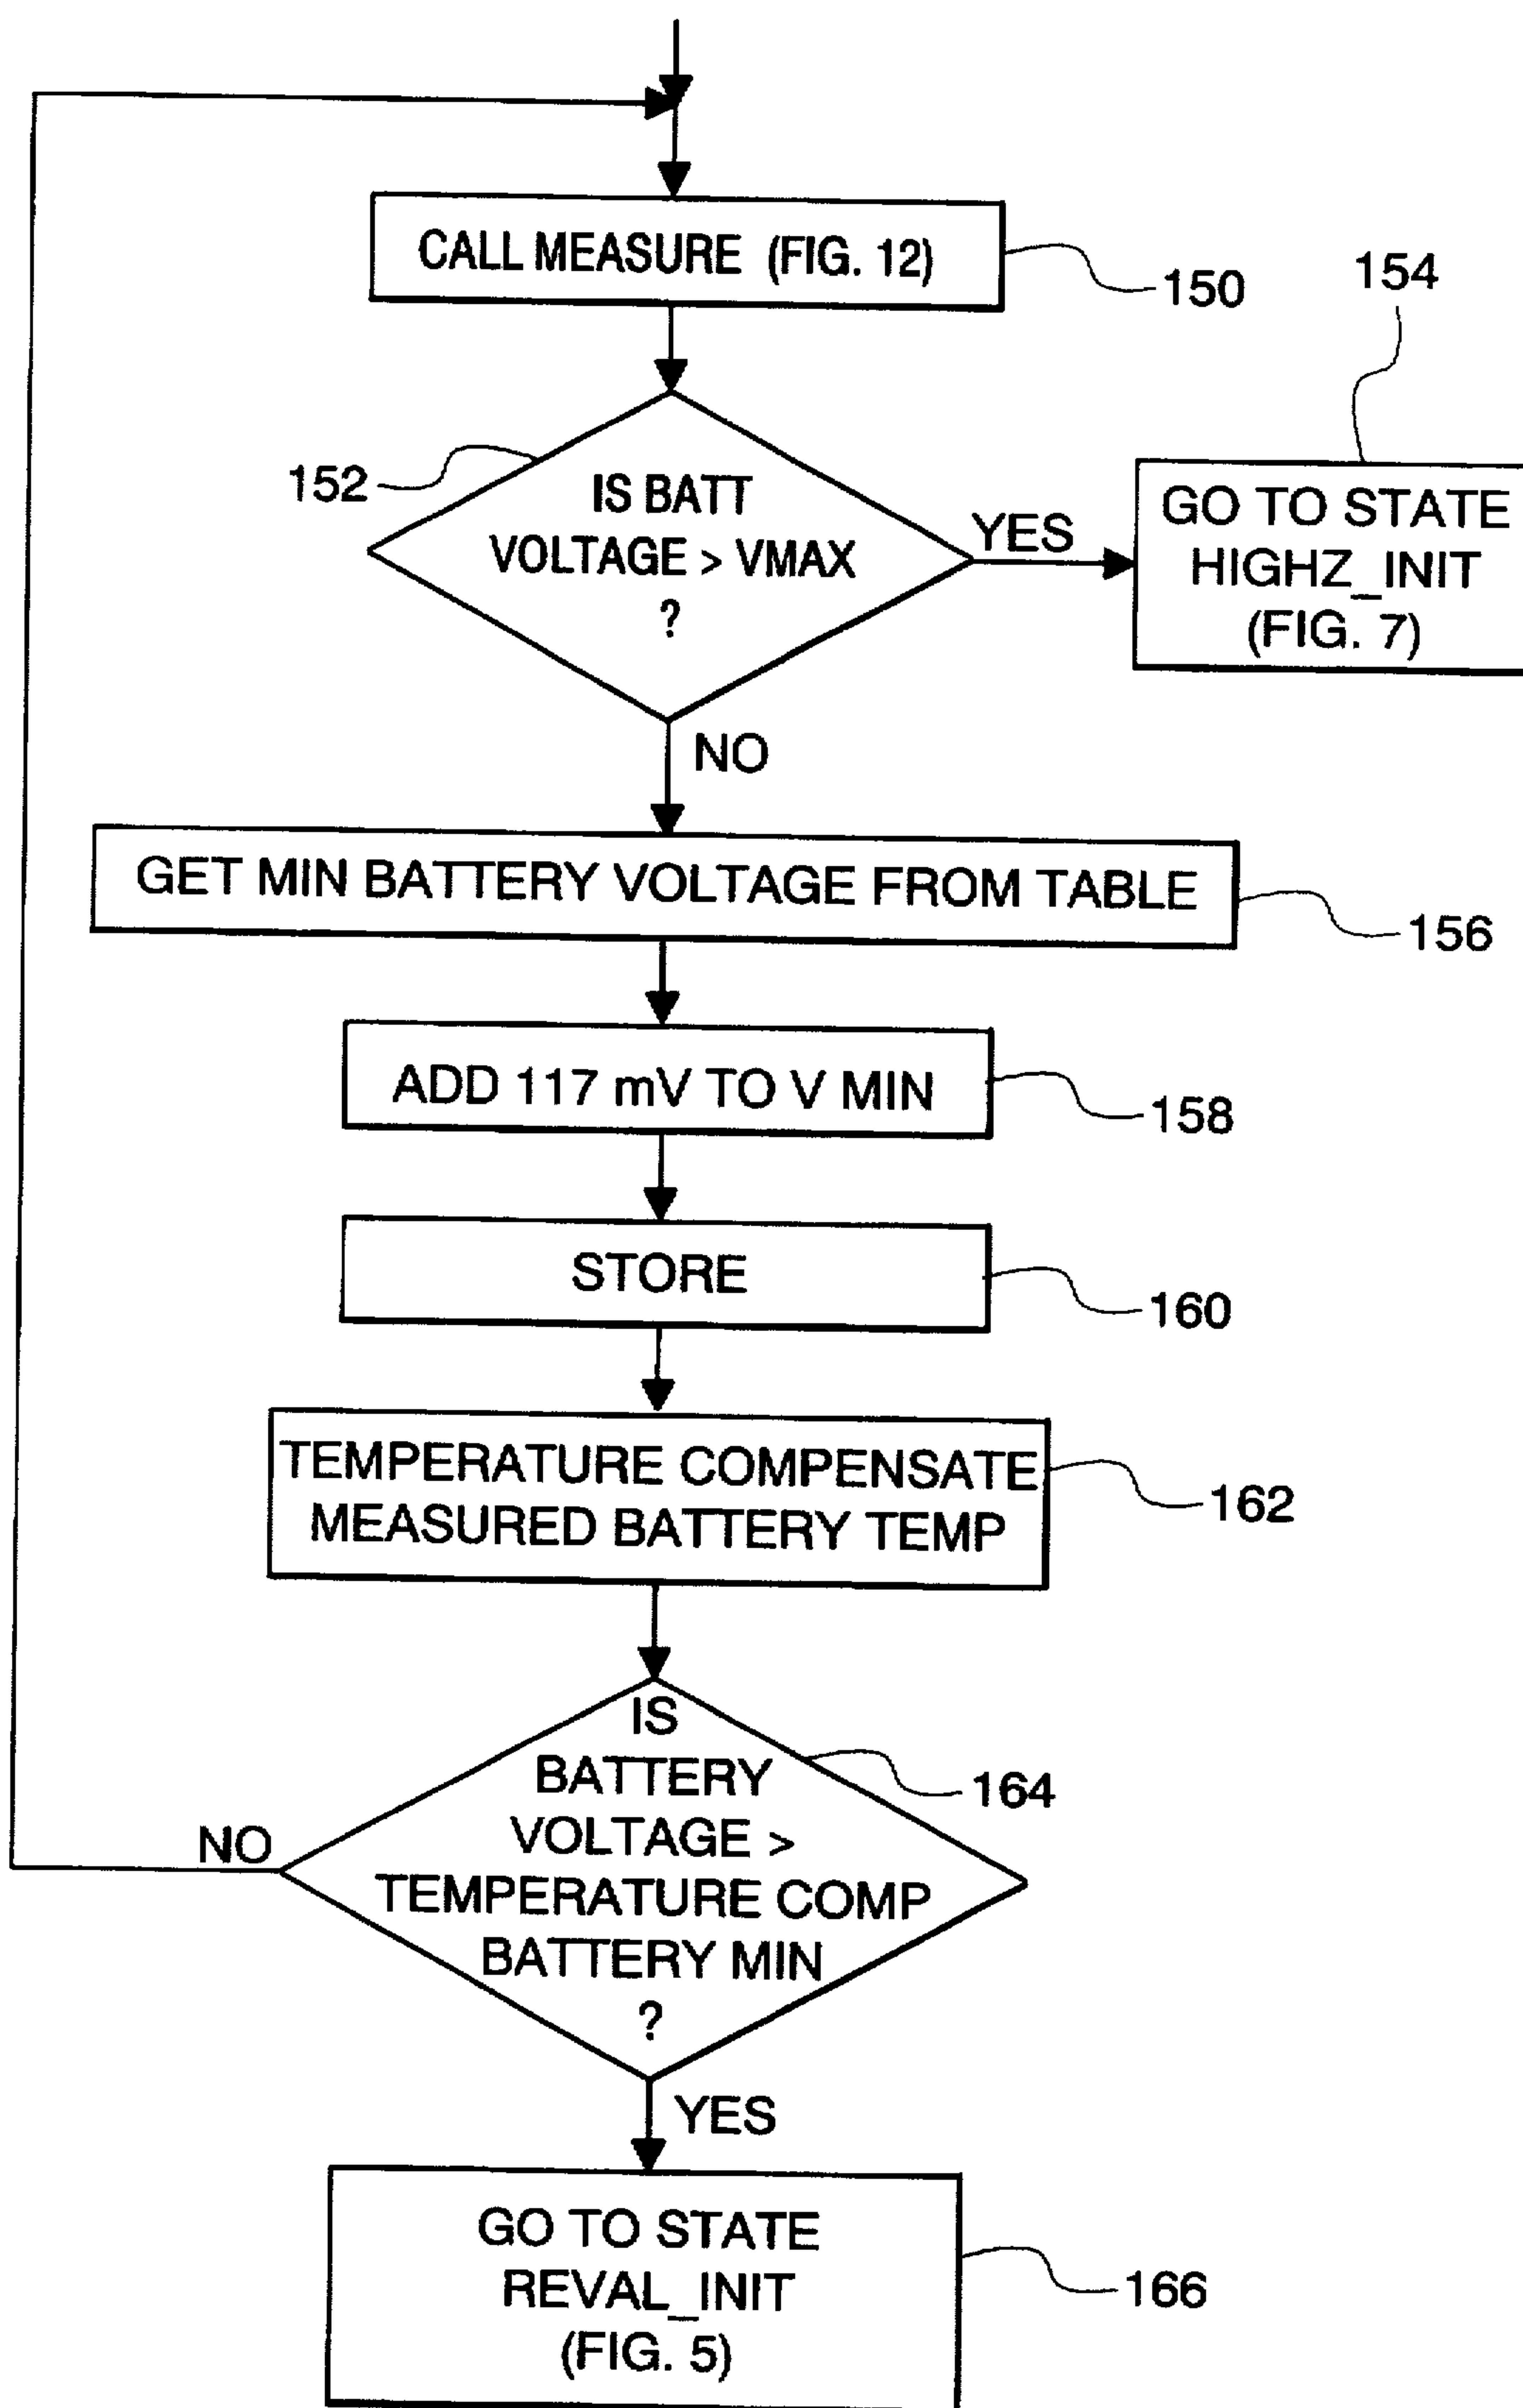 CALL MEASURE (FIG. 12)
150
154
152
IS BATT
VOLTAGE > VMAX
?
YES
GO TO STATE
HIGHZ_INIT
(FIG. 7)
NO
GET MIN BATTERY VOLTAGE FROM TABLE
156
ADD 117 mV TO V MIN
158
STORE
160
TEMPERATURE COMPENSATE
MEASURED BATTERY TEMP
162
IS
BATTERY
VOLTAGE >
TEMPERATURE COMP
BATTERY MIN
?
164
NO
YES
GO TO STATE
REVAL_INIT
(FIG. 5)
166